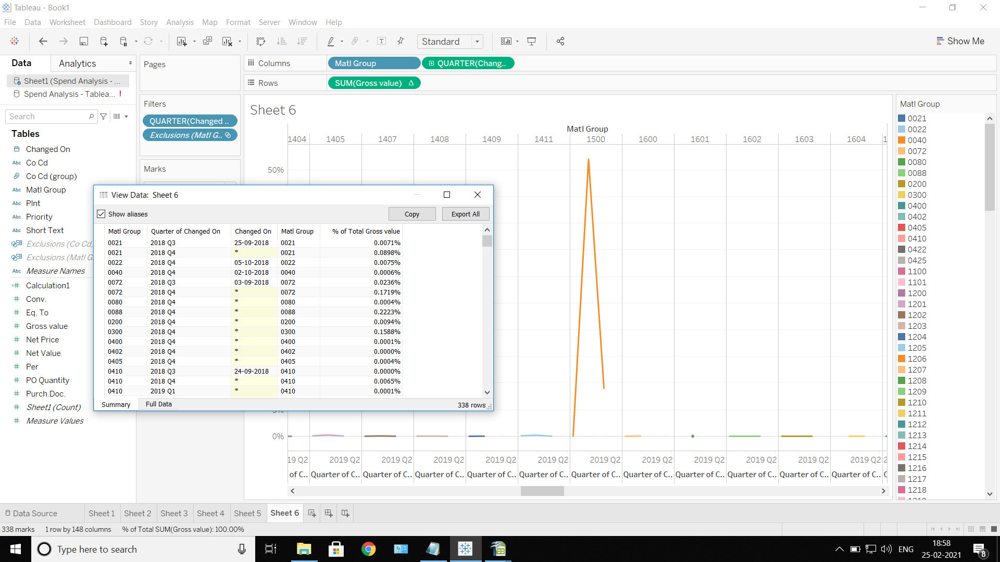 Tableau - Book1
File Data Worksheet Dashboard Story Analysis Map Format Server Window Help
Standard
Show Me
Data Analytics
Sheet1 (Spend Analysis - ...
Spend Analysis - Tablea... !
Search
Tables
Changed On
Abc Co Cd
Co Cd (group)
Abc Matl Group
Abc Plnt
Abc Priority
Abc Short Text
Exclusions (Co Cd,
Exclusions (Matl G
Abc Measure Names
Calculation1
Conv.
Eq. To
Gross value
Net Price
Net Value
Per
PO Quantity
Purch.Doc.
Sheet1 (Count)
Measure Values
Pages
Filters
QUARTER(Changed ..
Exclusions (Matl G..
Marks
Columns Matl Group QUARTER(Chang..
Rows SUM(Gross value) Δ
Sheet 6
Matl Group
1404 1405 1407 1408 1409 1411 1500 1600 1601 1602 1603 1604 1
50%
0%
19 Q2 2019 Q2 2019 Q2 2019 Q2 2019 Q2 2019 Q2 2019 Q2 2019 Q2 2019 Q2 2019 Q2 2019 Q2 2019 Q2 2
of C.. Quarter of C.. Quarter of C.. Quarter of C.. Quarter of C.. Quarter of C.. Quarter of C.. Quarter of C.. Quarter of C.. Quarter of C.. Quarter of C.. Quarter of C.. C
View Data: Sheet 6
Show aliases
Copy Export All
Matl Group Quarter of Changed On Changed On Matl Group % of Total Gross value
0021 2018 Q3 25-09-2018 0021 0.0071%
0021 2018 Q4 * 0021 0.0898%
0022 2018 Q4 05-10-2018 0022 0.0075%
0040 2018 Q4 02-10-2018 0040 0.0006%
0072 2018 Q3 03-09-2018 0072 0.0236%
0072 2018 Q4 * 0072 0.1719%
0080 2018 Q4 * 0080 0.0004%
0088 2018 Q4 * 0088 0.2223%
0200 2018 Q4 * 0200 0.0094%
0300 2018 Q4 * 0300 0.1588%
0400 2018 Q4 * 0400 0.0001%
0402 2018 Q4 * 0402 0.0000%
0405 2018 Q4 * 0405 0.0004%
0410 2018 Q3 24-09-2018 0410 0.0000%
0410 2018 Q4 * 0410 0.0065%
0410 2019 Q1 * 0410 0.0001%
Summary Full Data
338 rows
Matl Group
0021
0022
0040
0072
0080
0088
0200
0300
0400
0402
0405
0410
0422
0425
1100
1101
1200
1201
1202
1203
1204
1205
1206
1207
1208
1209
1210
1211
1212
1213
1214
1215
1216
1217
1218
Data Source Sheet 1 Sheet 2 Sheet 3 Sheet 4 Sheet 5 Sheet 6
338 marks 1 row by 148 columns % of Total SUM(Gross value): 100.00%
Type here to search
ENG
18:58
25-02-2021
8